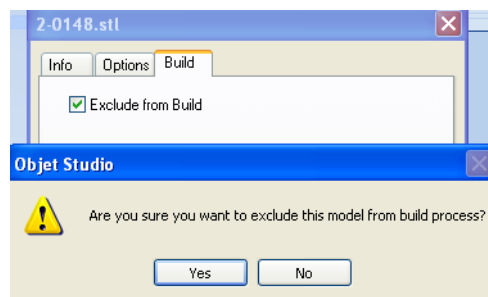 2-0148.stl
Info Options Build
Exclude from Build
Objet Studio
Are you sure you want to exclude this model from build process?
Yes No